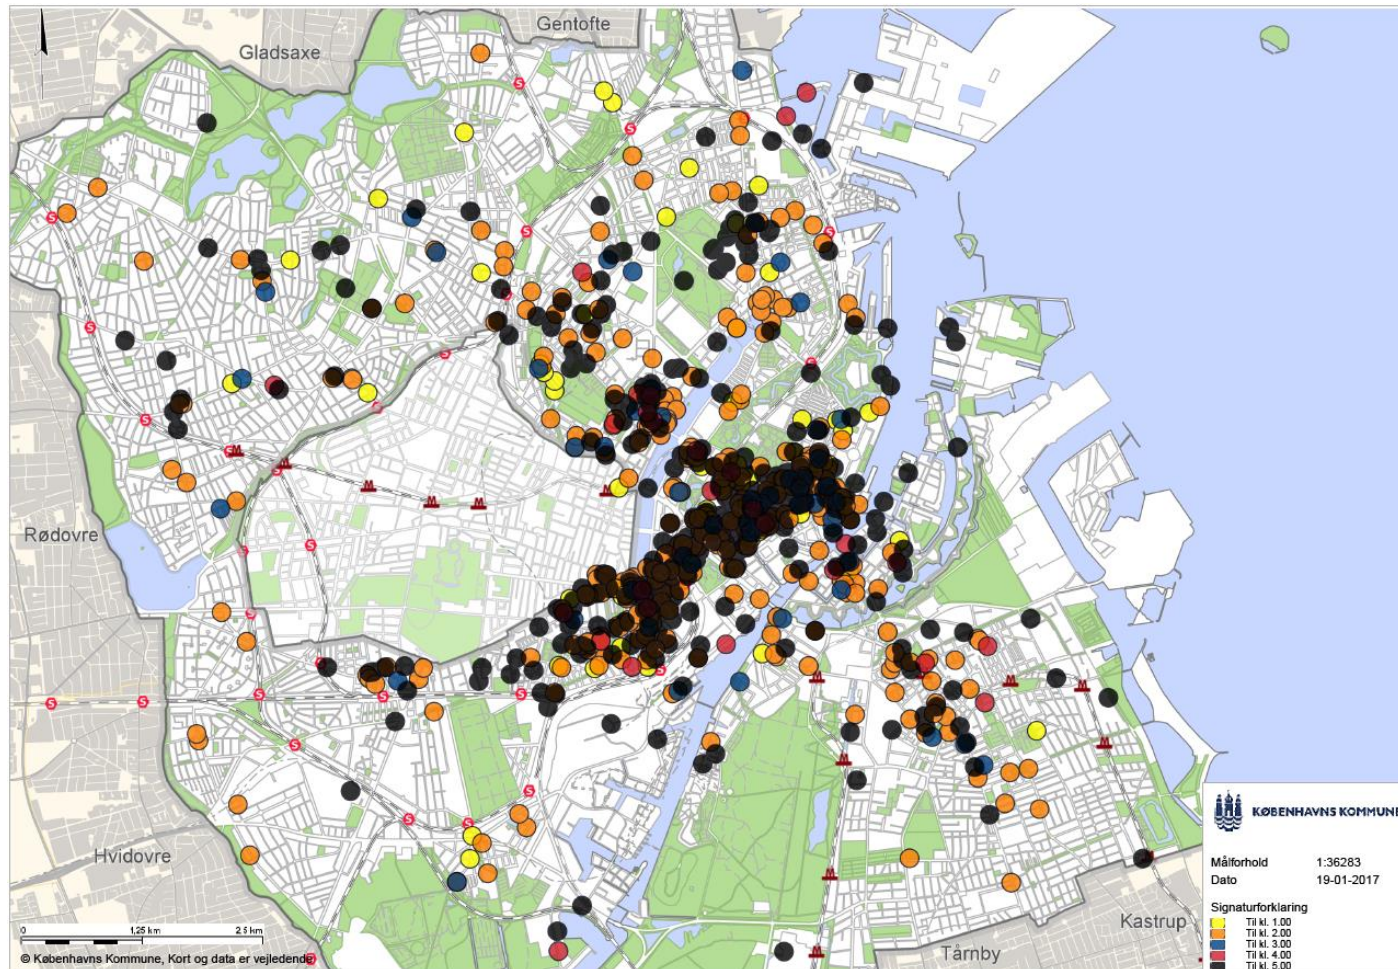 Gentofte
Gladsaxe
Rødovre
Hvidovre
Kastrup
Tårnby
KØBENHAVNS KOMMUNE
Målforhold 1:36283
Dato 19-01-2017
Signaturforklaring
Til kl. 1.00
Til kl. 2.00
Til kl. 3.00
Til kl. 4.00
Til kl. 5.00
0 1,25 km 2.5 km
© Københavns Kommune, Kort og data er vejledende